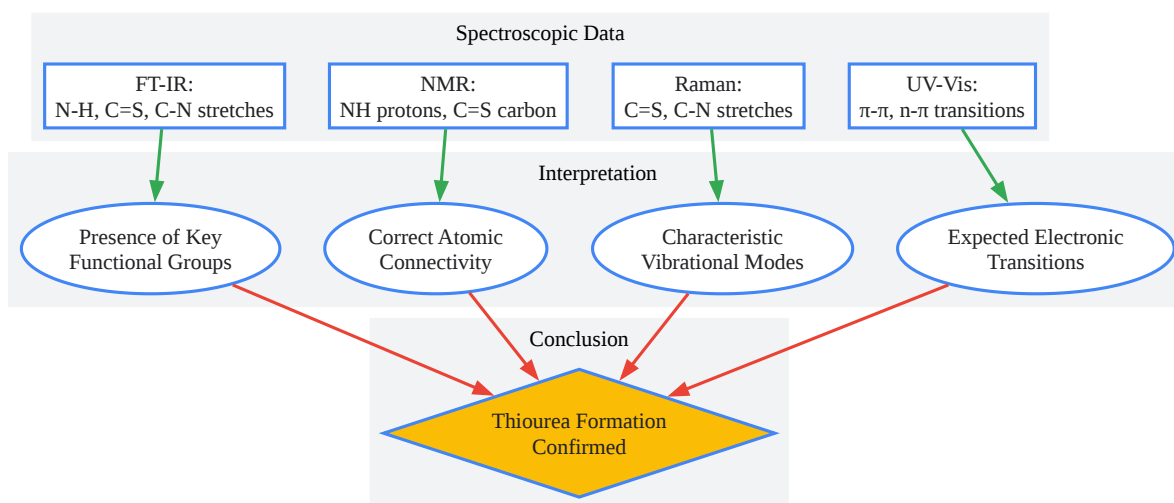 Spectroscopic Data
FT-IR:
N-H, C=S, C-N stretches
NMR:
NH protons, C=S carbon
Raman:
C=S, C-N stretches
UV-Vis:
π-π, n-π transitions
Interpretation
Presence of Key
Functional Groups
Correct Atomic
Connectivity
Characteristic
Vibrational Modes
Expected Electronic
Transitions
Conclusion
Thiourea Formation
Confirmed